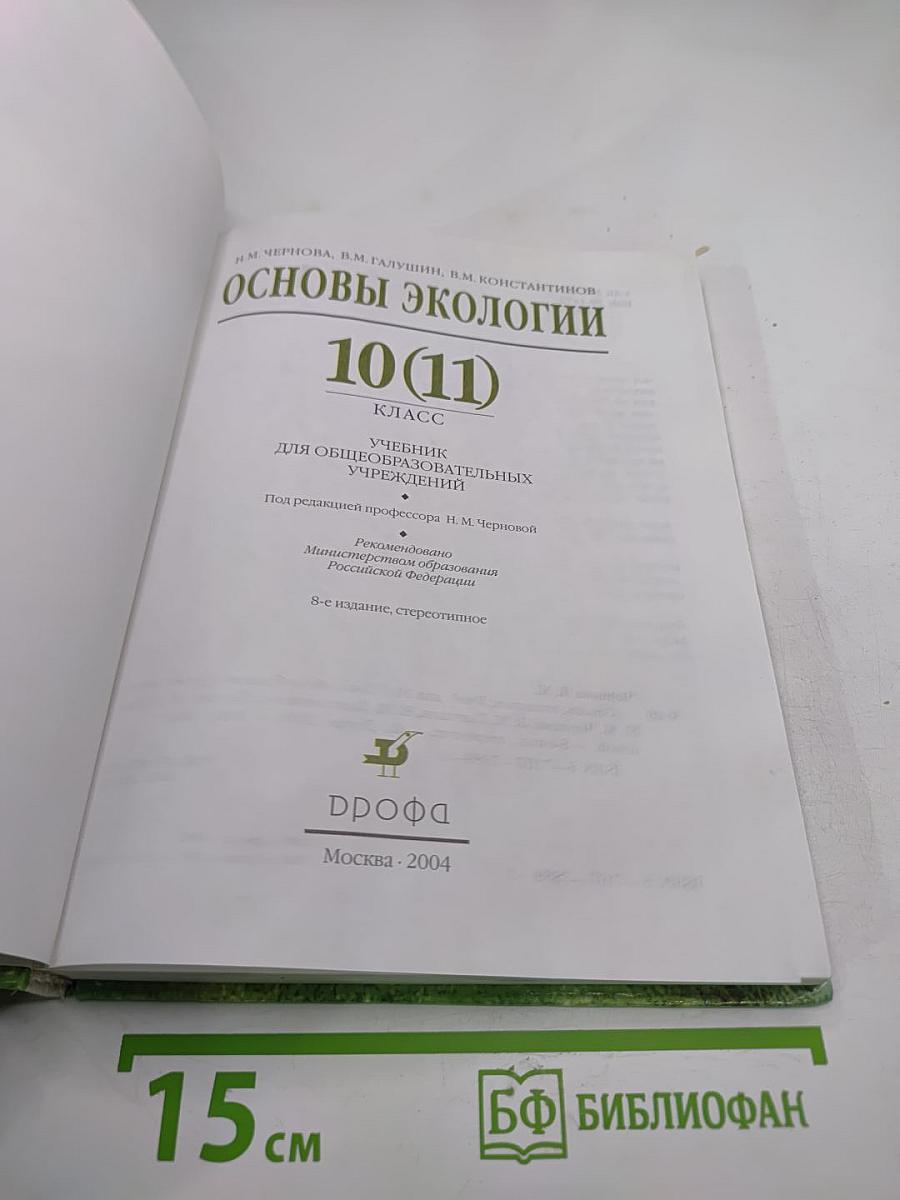 Н.М. ЧЕРНОВА, В.М. ГАЛУШИН, В.М. КОНСТАНТИНОВ
ОСНОВЫ ЭКОЛОГИИ
10(11)
КЛАСС
УЧЕБНИК
ДЛЯ ОБЩЕОБРАЗОВАТЕЛЬНЫХ
УЧРЕЖДЕНИЙ
Под редакцией профессора Н. М. Черновой
Рекомендовано
Министерством образования
Российской Федерации
8-е издание, стереотипное
дрофа
Москва · 2004
15 см
БФ БИБЛИОФАН